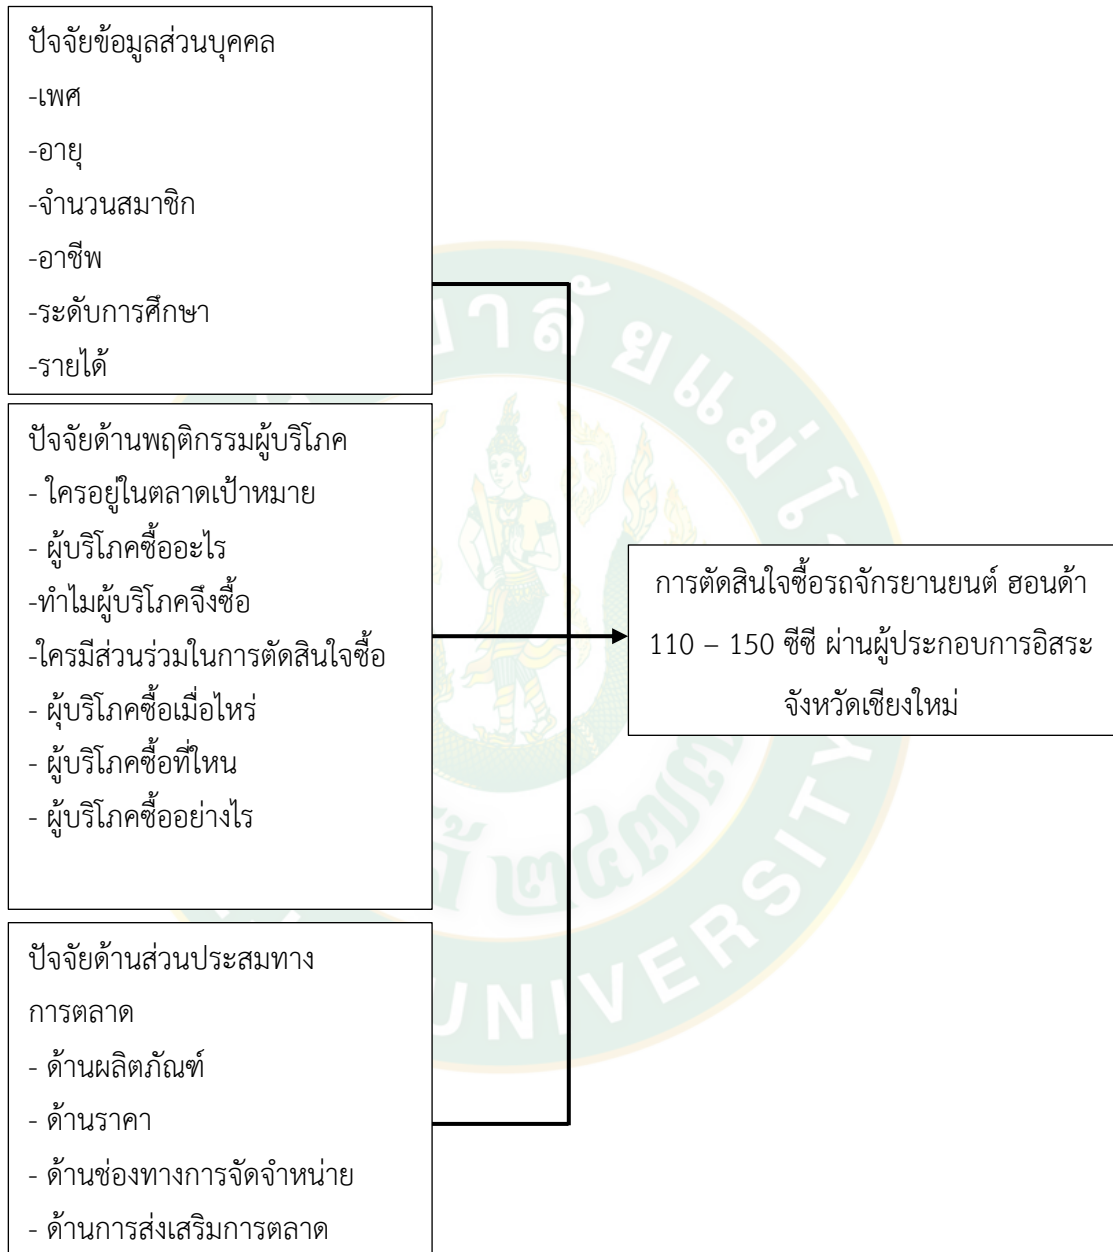 ปัจจัยข้อมูลส่วนบุคคล
-เพศ
-อายุ
-จำนวนสมาชิก
-อาชีพ
-ระดับการศึกษา
-รายได้
ปัจจัยด้านพฤติกรรมผู้บริโภค
- ใครอยู่ในตลาดเป้าหมาย
- ผู้บริโภคซื้ออะไร
-ทำไมผู้บริโภคจึงซื้อ
-ใครมีส่วนร่วมในการตัดสินใจซื้อ
- ผุ้บริโภคซื้อเมื่อไหร่
- ผู้บริโภคซื้อที่ใหน
- ผู้บริโภคซื้ออย่างไร
ปัจจัยด้านส่วนประสมทาง
การตลาด
- ด้านผลิตภัณฑ์
- ด้านราคา
- ด้านช่องทางการจัดจำหน่าย
- ด้านการส่งเสริมการตลาด
การตัดสินใจซื้อรถจักรยานยนต์ ฮอนด้า
110 – 150 ซีซี ผ่านผู้ประกอบการอิสระ
จังหวัดเชียงใหม่
าลัยแม่โ
UNIVERSITY
๒๔๗๗